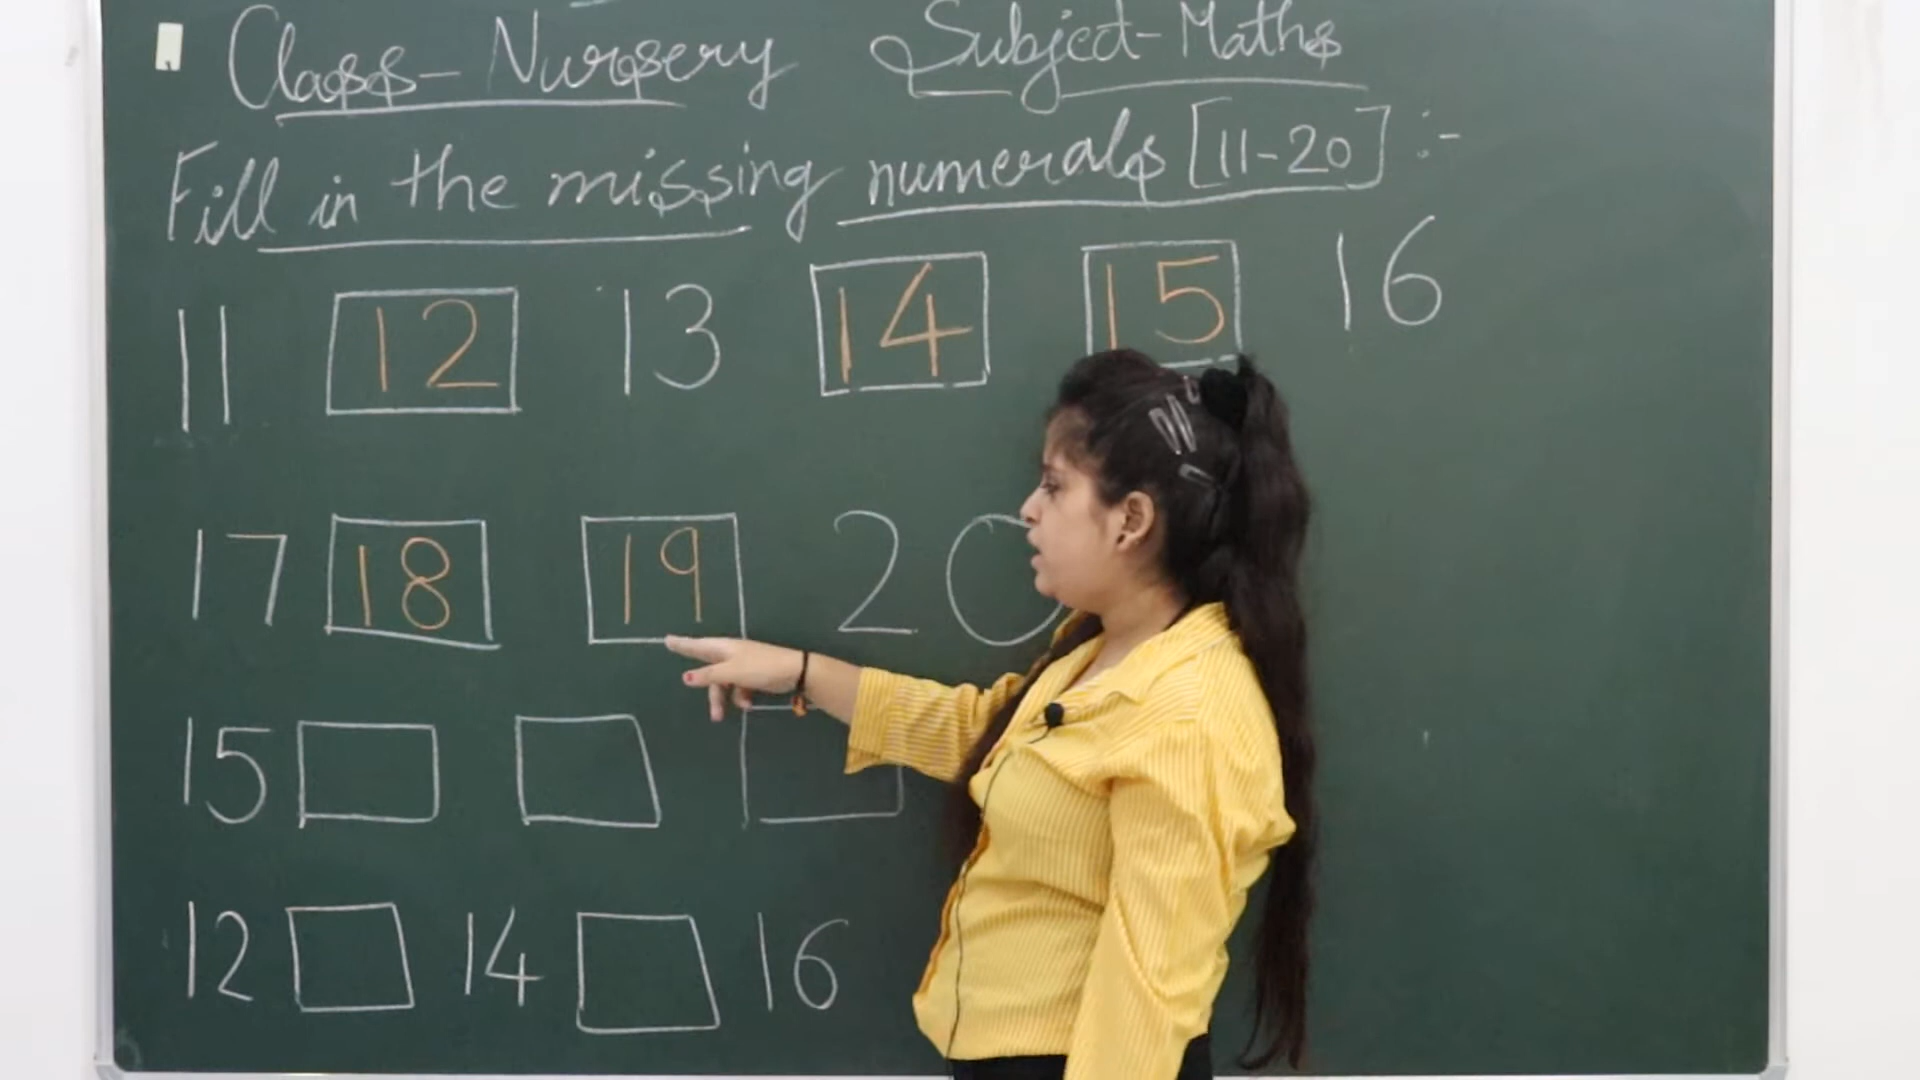 Class- Nursery Subject-Maths
Fill in the missing numerals [11-20] :-
11 12 13 14 15 16
17 18 19 20
15
12 14 16